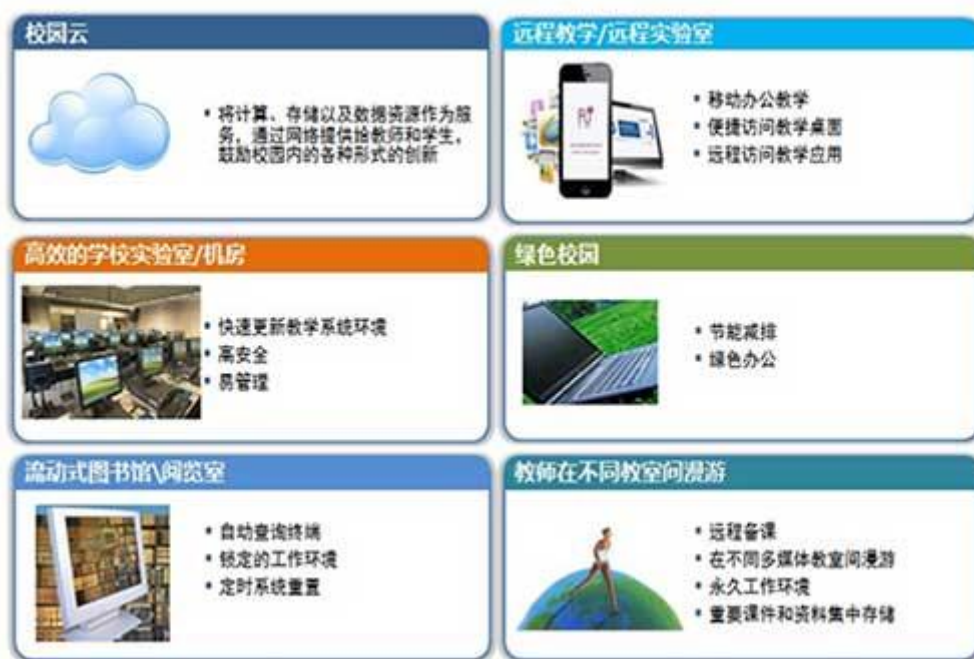 校园云
将计算、存储以及数据资源作为服
务，通过网络提供给教师和学生，
鼓励校园内的各种形式的创新
远程教学/远程实验室
移动办公教学
便捷访问教学桌面
远程访问教学应用
高效的学校实验室/机房
快速更新教学系统环境
高安全
易管理
绿色校园
节能减排
绿色办公
流动式图书馆\阅览室
自动查询终端
锁定的工作环境
定时系统重置
教师在不同教室间漫游
远程备课
在不同多媒体教室间漫游
永久工作环境
重要课件和资料集中存储